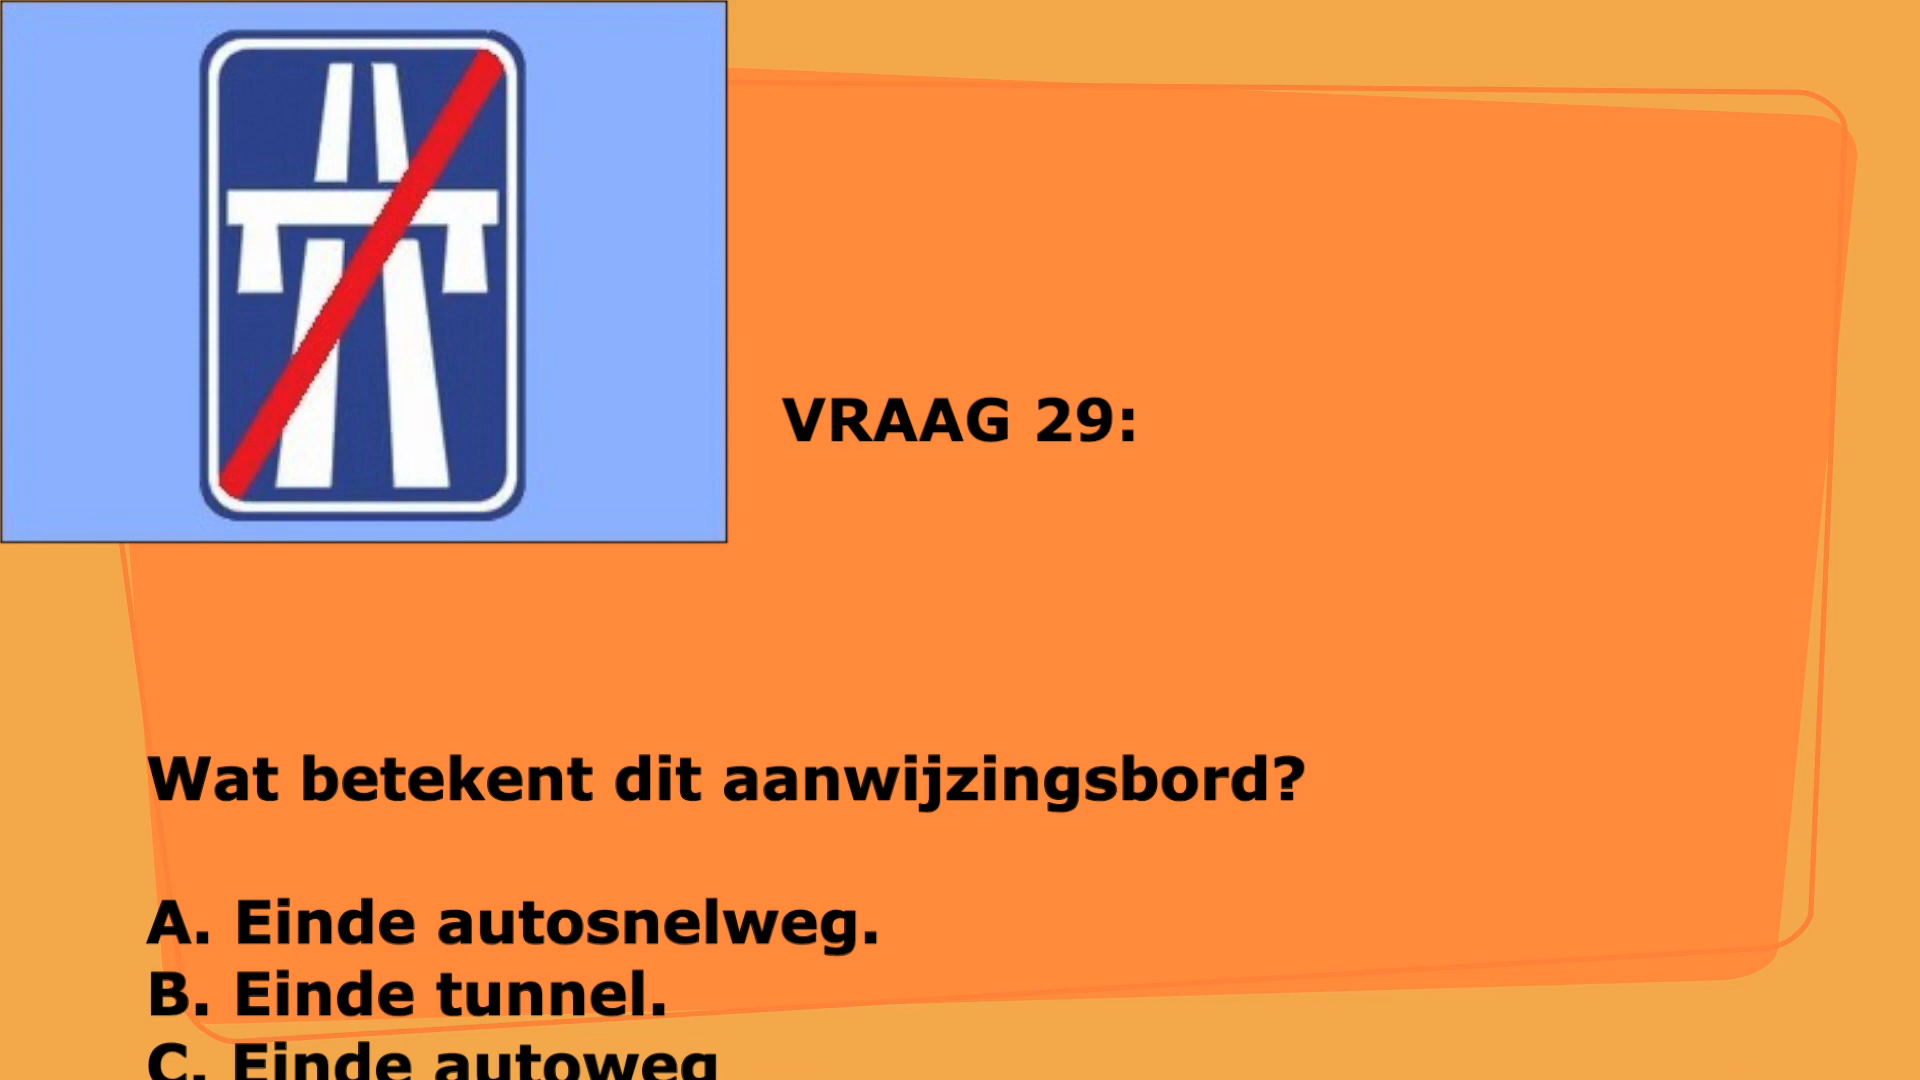 VRAAG 29:
Wat betekent dit aanwijzingsbord?
A. Einde autosnelweg.
B. Einde tunnel.
C. Einde autoweg